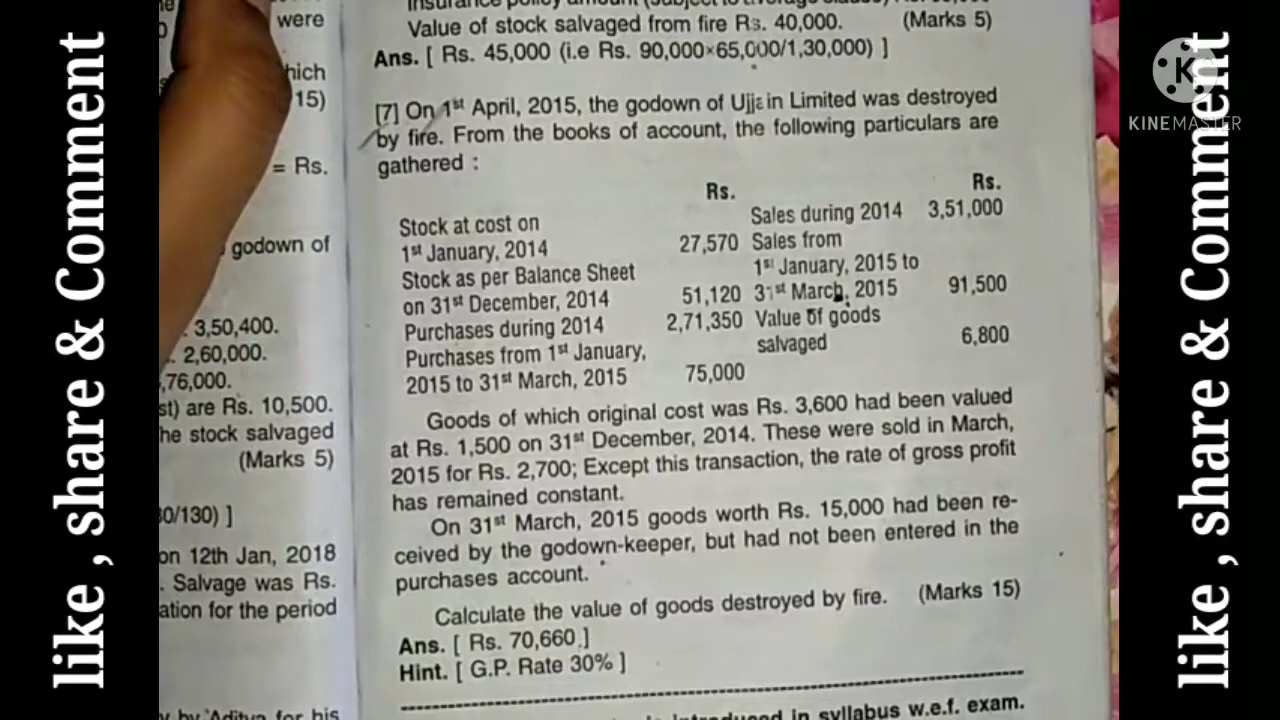 like , share & Comment
were
hich
15)
= Rs.
godown of
3,50,400.
2,60,000.
,76,000.
st) are Rs. 10,500.
he stock salvaged
(Marks 5)
0/130) ]
on 12th Jan, 2018
. Salvage was Rs.
ation for the period
by Aditya for his
Value of stock salvaged from fire Rs. 40,000. (Marks 5)
Ans. [ Rs. 45,000 (i.e Rs. 90,000×65,000/1,30,000) ]
[7] On 1st April, 2015, the godown of Ujjain Limited was destroyed
by fire. From the books of account, the following particulars are
gathered :
Rs. Rs.
Stock at cost on Sales during 2014 3,51,000
1st January, 2014 27,570 Sales from
Stock as per Balance Sheet 1st January, 2015 to
on 31st December, 2014 51,120 31st March, 2015 91,500
Purchases during 2014 2,71,350 Value of goods
Purchases from 1st January, salvaged 6,800
2015 to 31st March, 2015 75,000
Goods of which original cost was Rs. 3,600 had been valued
at Rs. 1,500 on 31st December, 2014. These were sold in March,
2015 for Rs. 2,700; Except this transaction, the rate of gross profit
has remained constant.
On 31st March, 2015 goods worth Rs. 15,000 had been re-
ceived by the godown-keeper, but had not been entered in the
purchases account.
Calculate the value of goods destroyed by fire. (Marks 15)
Ans. [ Rs. 70,660 ]
Hint. [ G.P. Rate 30% ]
in syllabus w.e.f. exam.
K
KINEMASTER
like , share & Comment